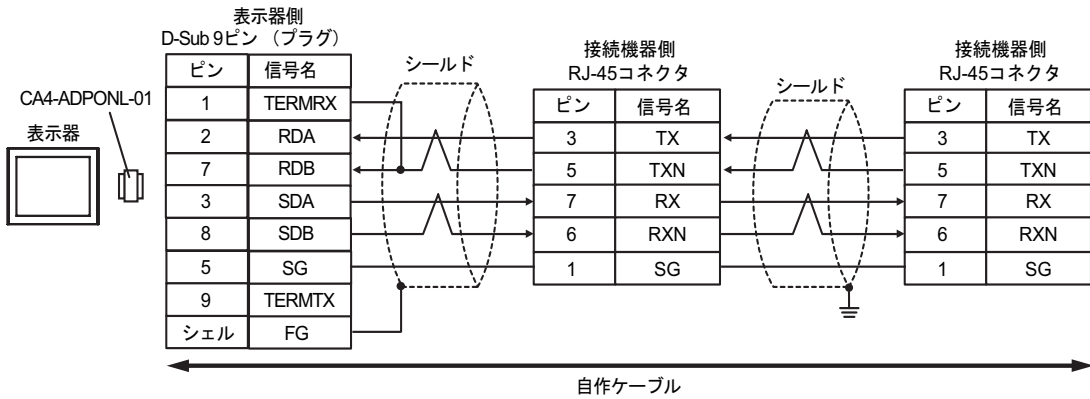 表示器側
D-Sub 9ピン （プラグ）
CA4-ADPONL-01
表示器
ピン 信号名
1 TERMRX
2 RDA
7 RDB
3 SDA
8 SDB
5 SG
9 TERMTX
シェル FG
シールド
接続機器側
RJ-45コネクタ
ピン 信号名
3 TX
5 TXN
7 RX
6 RXN
1 SG
シールド
接続機器側
RJ-45コネクタ
ピン 信号名
3 TX
5 TXN
7 RX
6 RXN
1 SG
自作ケーブル